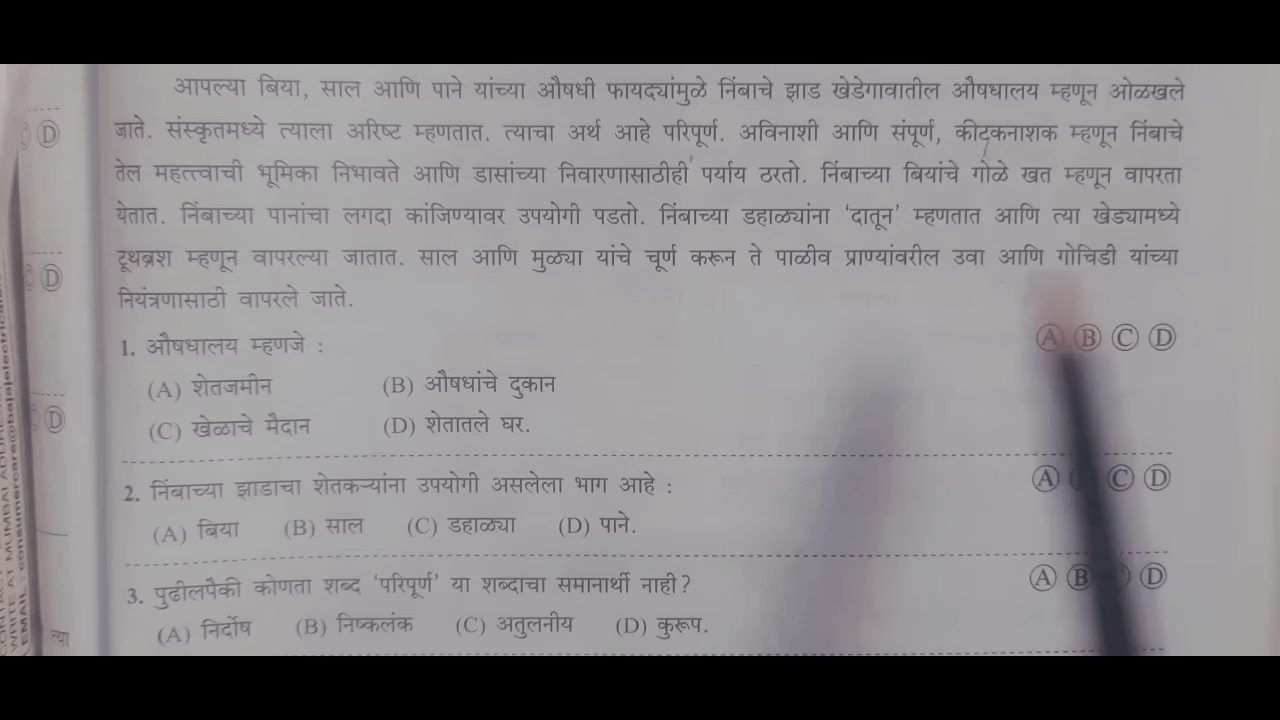 आपल्या बिया, साल आणि पाने यांच्या औषधी फायद्यांमुळे निंबाचे झाड खेडेगावातील औषधालय म्हणून ओळखले
जाते. संस्कृतमध्ये त्याला अरिष्ट म्हणतात. त्याचा अर्थ आहे परिपूर्ण. अविनाशी आणि संपूर्ण, कीटकनाशक म्हणून निंबाचे
तेल महत्त्वाची भूमिका निभावते आणि डासांच्या निवारणासाठीही पर्याय ठरतो. निंबाच्या बियांचे गोळे खत म्हणून वापरता
येतात. निंबाच्या पानांचा लगदा कांजिण्यावर उपयोगी पडतो. निंबाच्या डहाळ्यांना 'दातून' म्हणतात आणि त्या खेड्यामध्ये
टूथब्रश म्हणून वापरल्या जातात. साल आणि मुळ्या यांचे चूर्ण करून ते पाळीव प्राण्यांवरील उवा आणि गोचिडी यांच्या
नियंत्रणासाठी वापरले जाते.
1. औषधालय म्हणजे : Ⓐ Ⓑ Ⓒ Ⓓ
(A) शेतजमीन (B) औषधांचे दुकान
(C) खेळाचे मैदान (D) शेतातले घर.
2. निंबाच्या झाडाचा शेतकऱ्यांना उपयोगी असलेला भाग आहे : Ⓐ Ⓒ Ⓓ
(A) बिया (B) साल (C) डहाळ्या (D) पाने.
3. पुढीलपैकी कोणता शब्द 'परिपूर्ण' या शब्दाचा समानार्थी नाही? Ⓐ Ⓑ Ⓓ
(A) निर्दोष (B) निष्कलंक (C) अतुलनीय (D) कुरूप.
Ⓓ
Ⓓ
Ⓓ
त्या